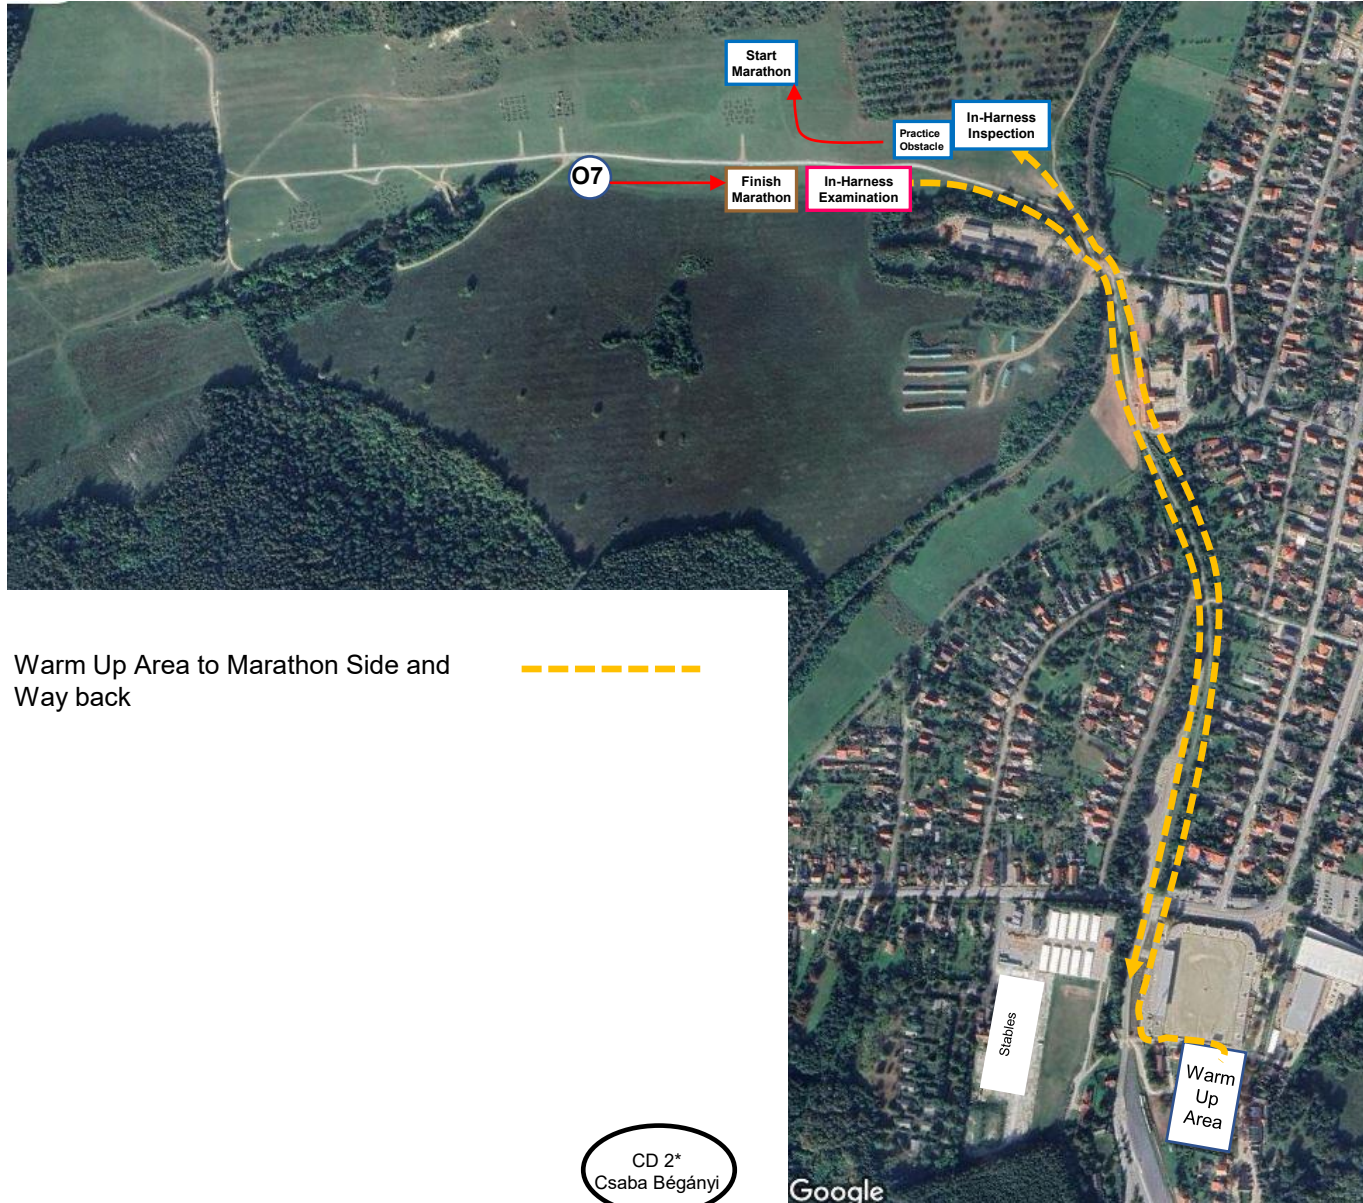 Start
Marathon
In-Harness
Inspection
Practice
Obstacle
O7
Finish
Marathon
In-Harness
Examination
Warm Up Area to Marathon Side and
Way back
Stables
Warm
Up
Area
CD 2*
Csaba Bégányi
Google